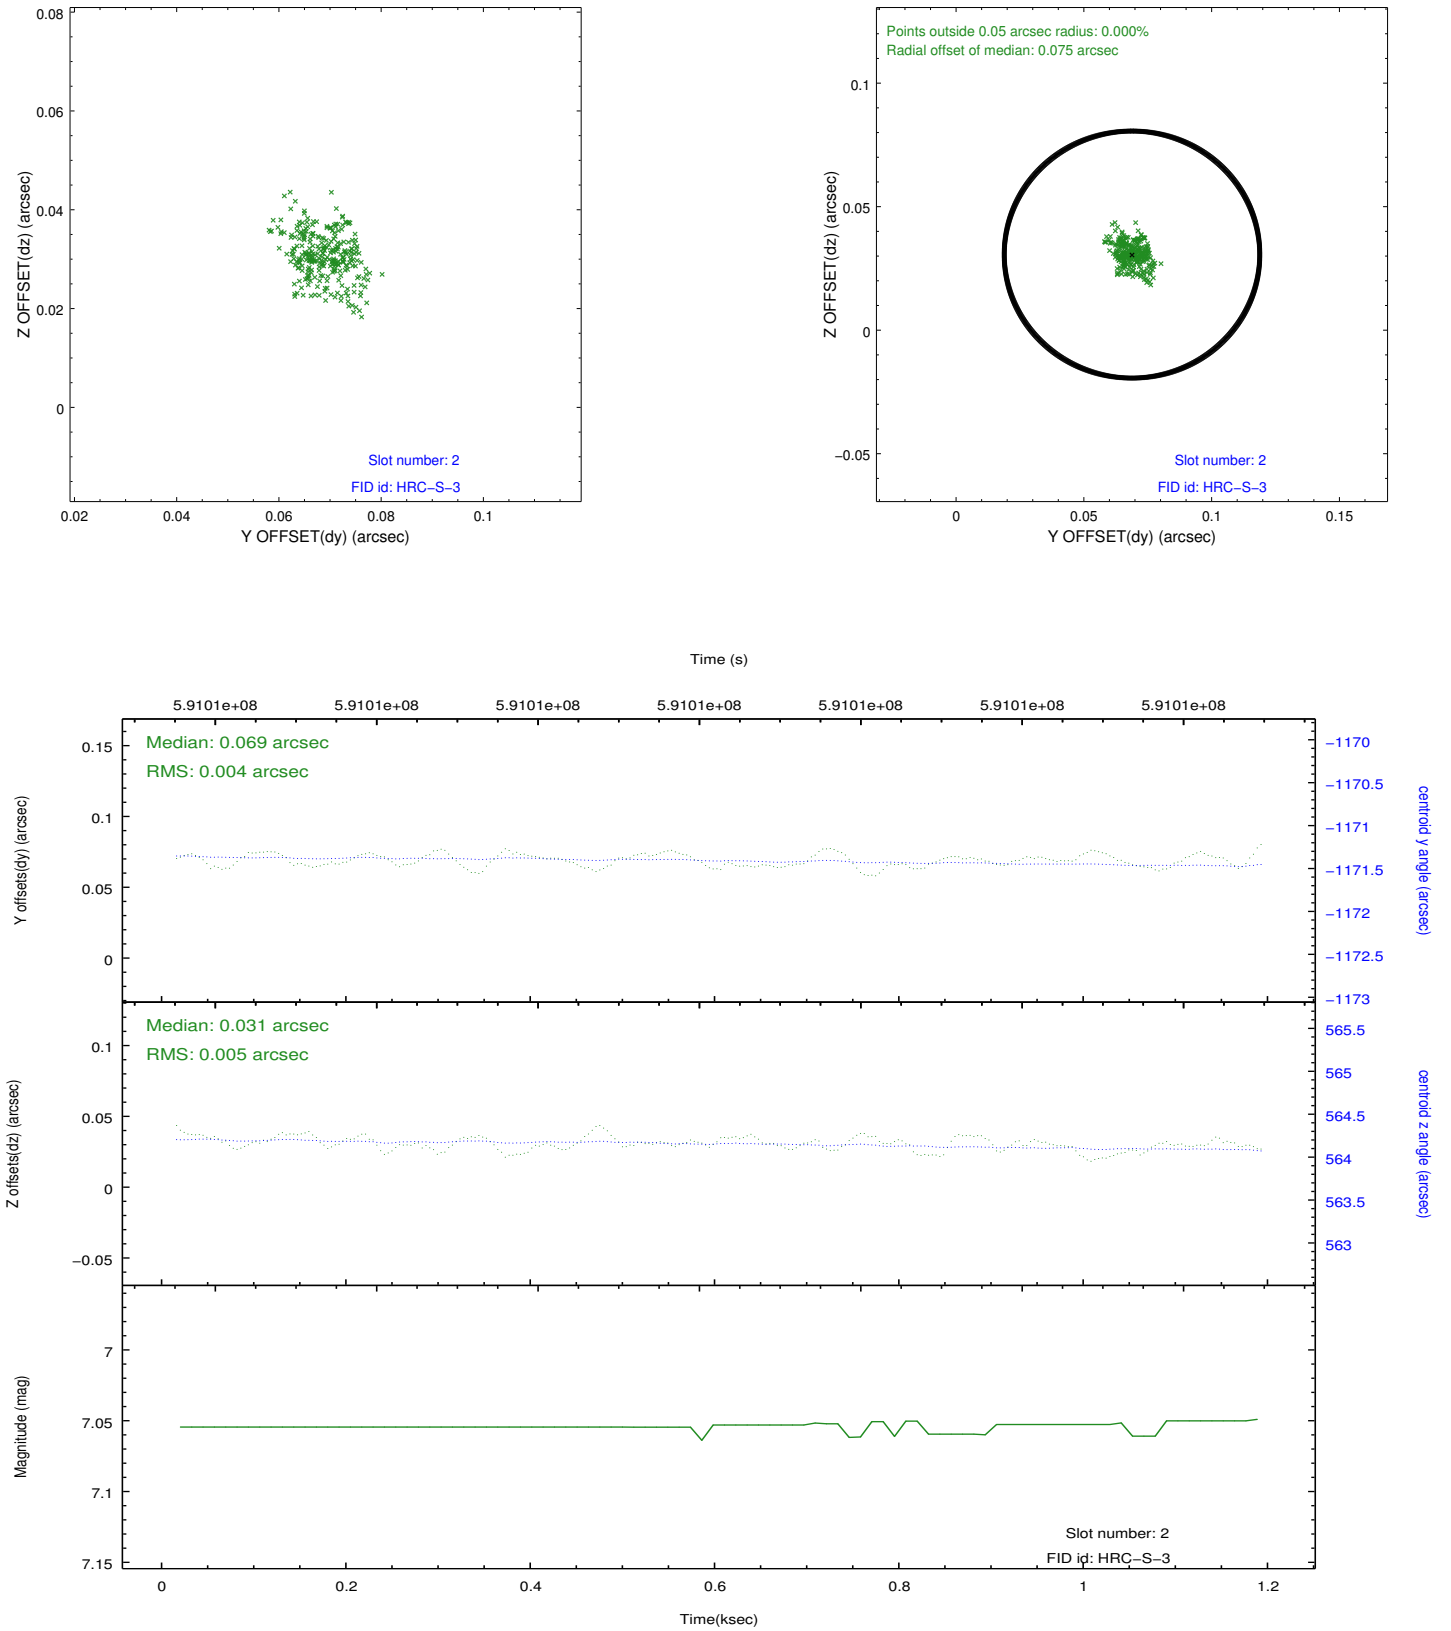 0.08
0.06
0.04
0.02
0
Z OFFSET(dz) (arcsec)
Slot number: 2
FID id: HRC−S−3
0.02 0.04 0.06 0.08 0.1
Y OFFSET(dy) (arcsec)
Points outside 0.05 arcsec radius: 0.000%
Radial offset of median: 0.075 arcsec
0.1
0.05
0
−0.05
Z OFFSET(dz) (arcsec)
Slot number: 2
FID id: HRC−S−3
0 0.05 0.1 0.15
Y OFFSET(dy) (arcsec)
Time (s)
5.9101e+08 5.9101e+08 5.9101e+08 5.9101e+08 5.9101e+08 5.9101e+08 5.9101e+08
Median: 0.069 arcsec
RMS: 0.004 arcsec
0.15
0.1
0.05
0
Y offsets(dy) (arcsec)
−1170
−1170.5
−1171
−1171.5
−1172
−1172.5
−1173
centroid y angle (arcsec)
Median: 0.031 arcsec
RMS: 0.005 arcsec
0.1
0.05
0
−0.05
Z offsets(dz) (arcsec)
565.5
565
564.5
564
563.5
563
centroid z angle (arcsec)
7
7.05
7.1
7.15
Magnitude (mag)
Slot number: 2
FID id: HRC−S−3
0 0.2 0.4 0.6 0.8 1 1.2
Time(ksec)